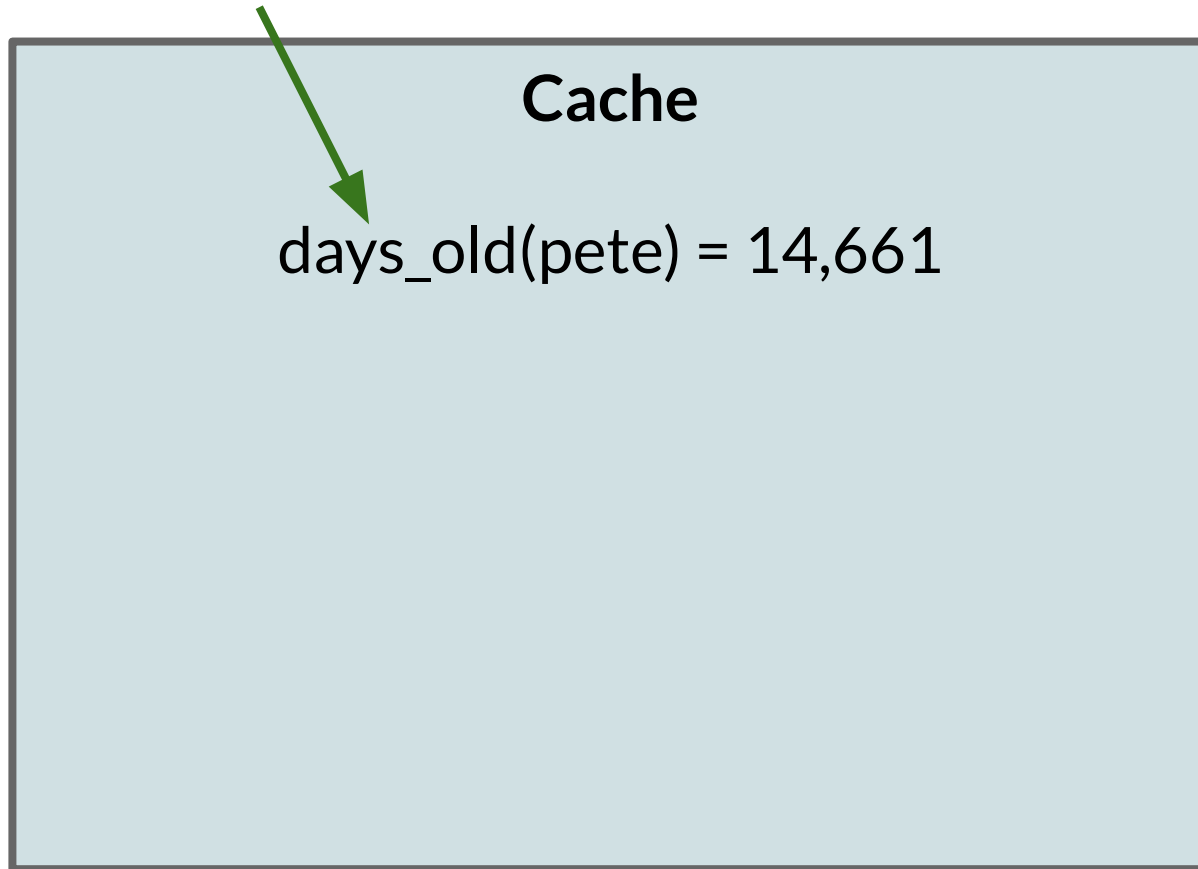 Cache
days_old(pete) = 14,661